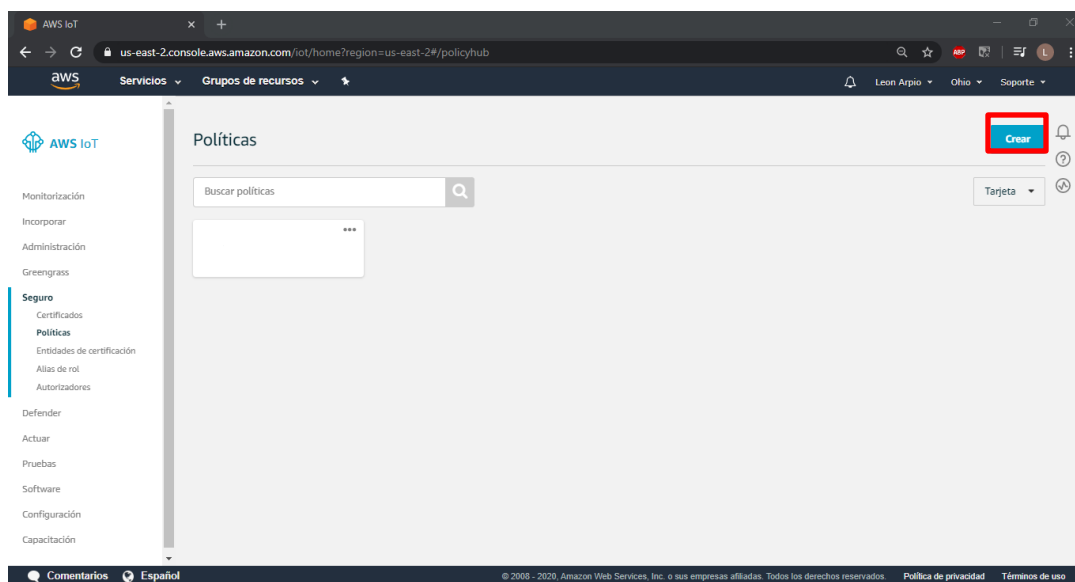 AWS IoT
us-east-2.console.aws.amazon.com/iot/home?region=us-east-2#/policyhub
ABP
L
aws
Servicios
Grupos de recursos
Leon Arpio
Ohio
Soporte
AWS IoT
Políticas
Crear
Monitorización
Buscar políticas
Tarjeta
Incorporar
Administración
Greengrass
Seguro
Certificados
Políticas
Entidades de certificación
Alias de rol
Autorizadores
Defender
Actuar
Pruebas
Software
Configuración
Capacitación
Comentarios
Español
© 2008 - 2020, Amazon Web Services, Inc. o sus empresas afiliadas. Todos los derechos reservados.
Política de privacidad
Términos de uso